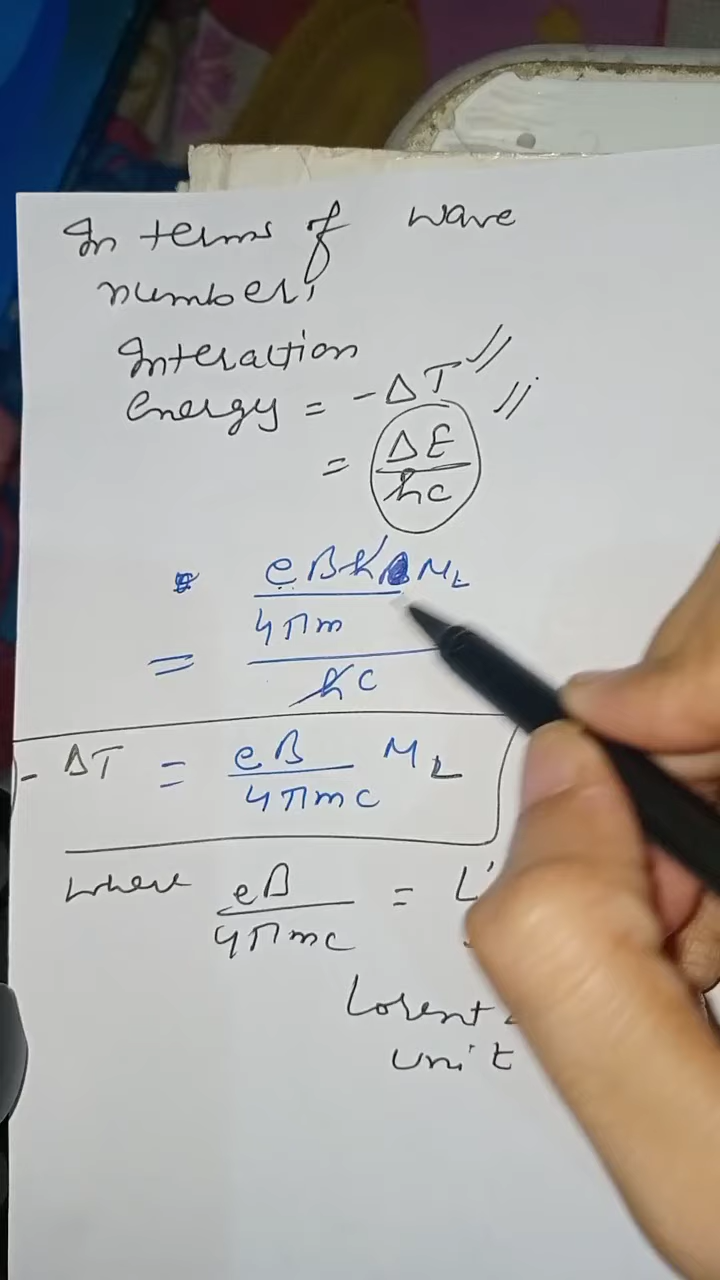 In terms of wave
number,
Interaction
energy = -ΔT
= ΔE
hc
eBh M_L
4πm
=
hc
- ΔT = eB M_L
4πmc
where eB = L'
4πmc
Lorentz
unit